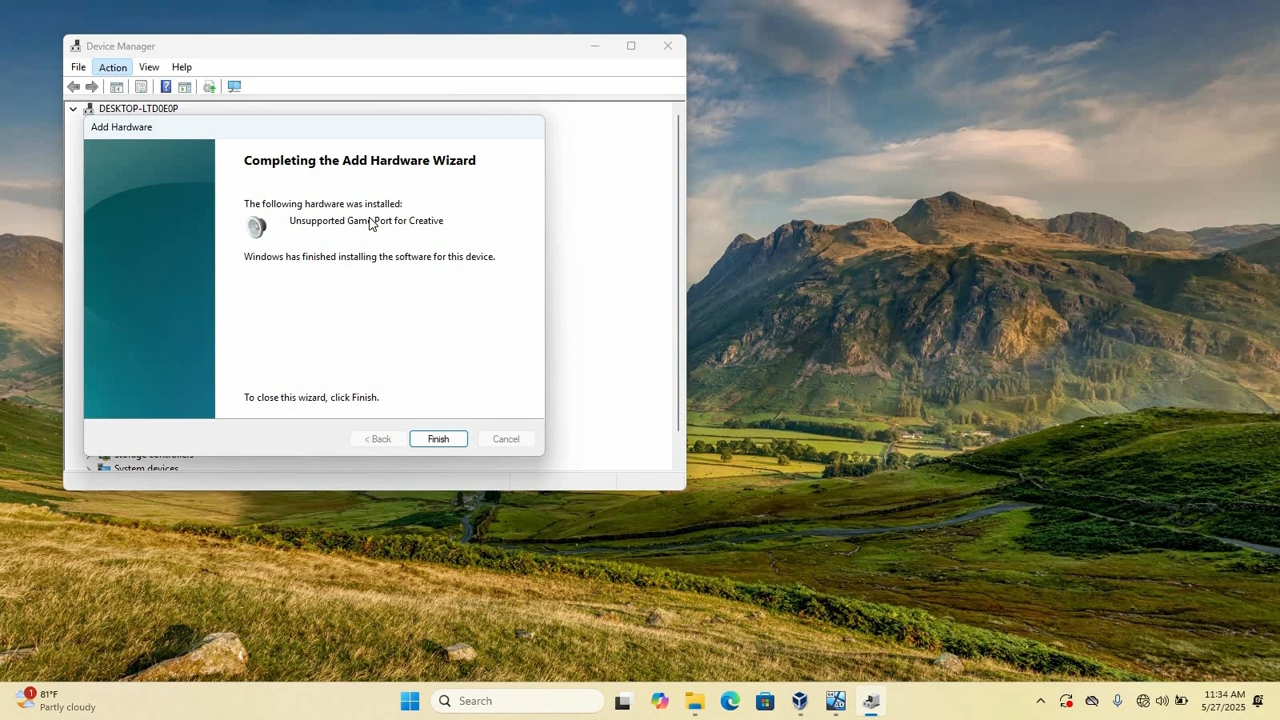 Device Manager
File Action View Help
DESKTOP-LTD0E0P
Add Hardware
Completing the Add Hardware Wizard
The following hardware was installed:
Unsupported Game Port for Creative
Windows has finished installing the software for this device.
To close this wizard, click Finish.
< Back Finish Cancel
Storage controllers
System devices
1
81°F
Partly cloudy
Search
11:34 AM
5/27/2025